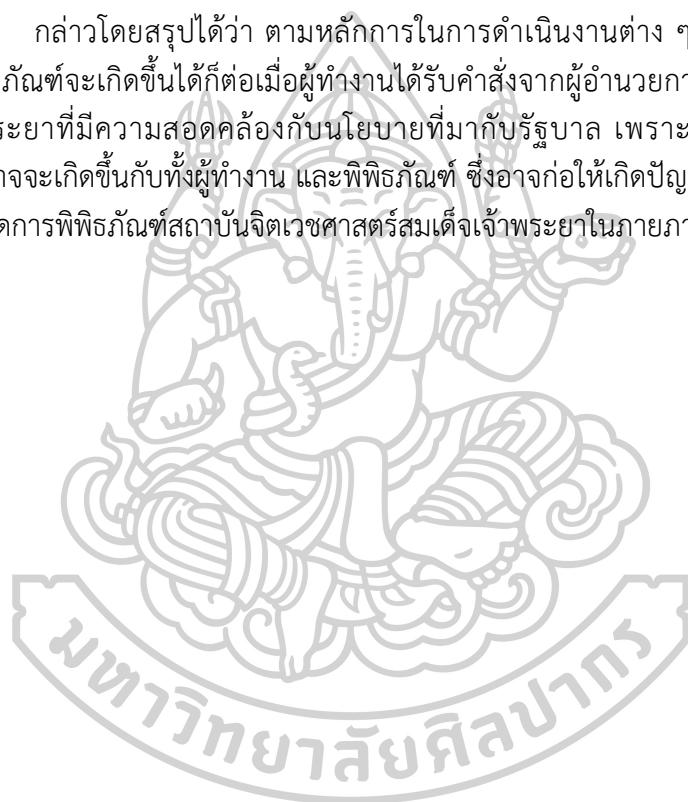 กล่าวโดยสรุปได้ว่า ตามหลักการในการดำเนินงานต่าง ๆ
ภัณฑ์จะเกิดขึ้นได้ก็ต่อเมื่อผู้ทำงานได้รับคำสั่งจากผู้อำนวยกา
ระยาที่มีความสอดคล้องกับนโยบายที่มากับรัฐบาล เพราะ
าจจะเกิดขึ้นกับทั้งผู้ทำงาน และพิพิธภัณฑ์ ซึ่งอาจก่อให้เกิดปัญ
ดการพิพิธภัณฑ์สถาบันจิตเวชศาสตร์สมเด็จเจ้าพระยาในภายภา
มหาวิทยาลัยศิลปากร